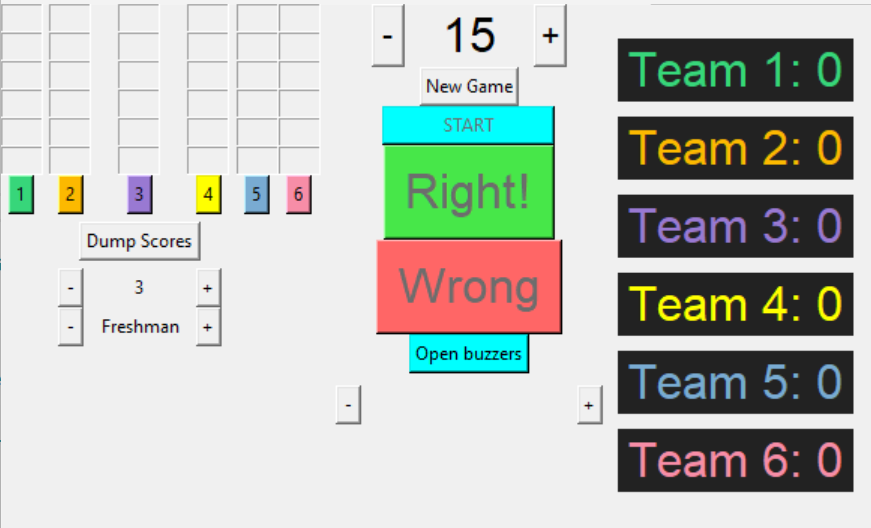 - 15 +
New Game
START
Right!
Wrong
Open buzzers
- +
1 2 3 4 5 6
Dump Scores
- 3 +
- Freshman +
Team 1: 0
Team 2: 0
Team 3: 0
Team 4: 0
Team 5: 0
Team 6: 0